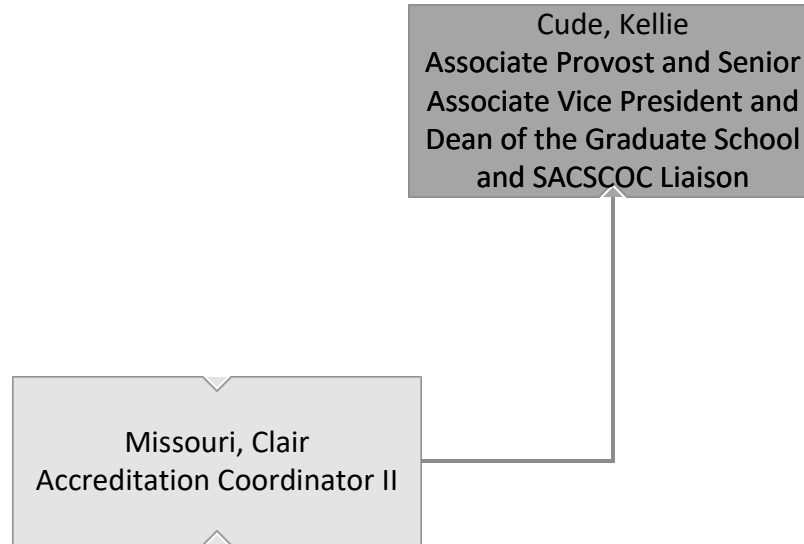 Cude, Kellie
Associate Provost and Senior
Associate Vice President and
Dean of the Graduate School
and SACSCOC Liaison
Missouri, Clair
Accreditation Coordinator II